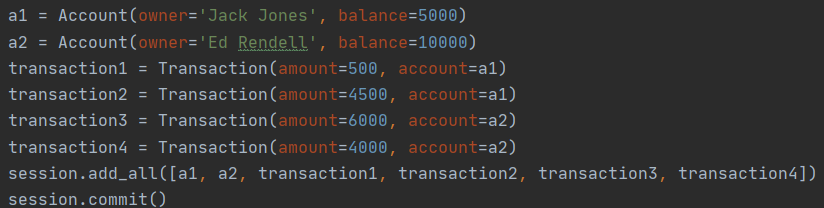 a1 = Account(owner='Jack Jones', balance=5000)
a2 = Account(owner='Ed Rendell', balance=10000)
transaction1 = Transaction(amount=500, account=a1)
transaction2 = Transaction(amount=4500, account=a1)
transaction3 = Transaction(amount=6000, account=a2)
transaction4 = Transaction(amount=4000, account=a2)
session.add_all([a1, a2, transaction1, transaction2, transaction3, transaction4])
session.commit()